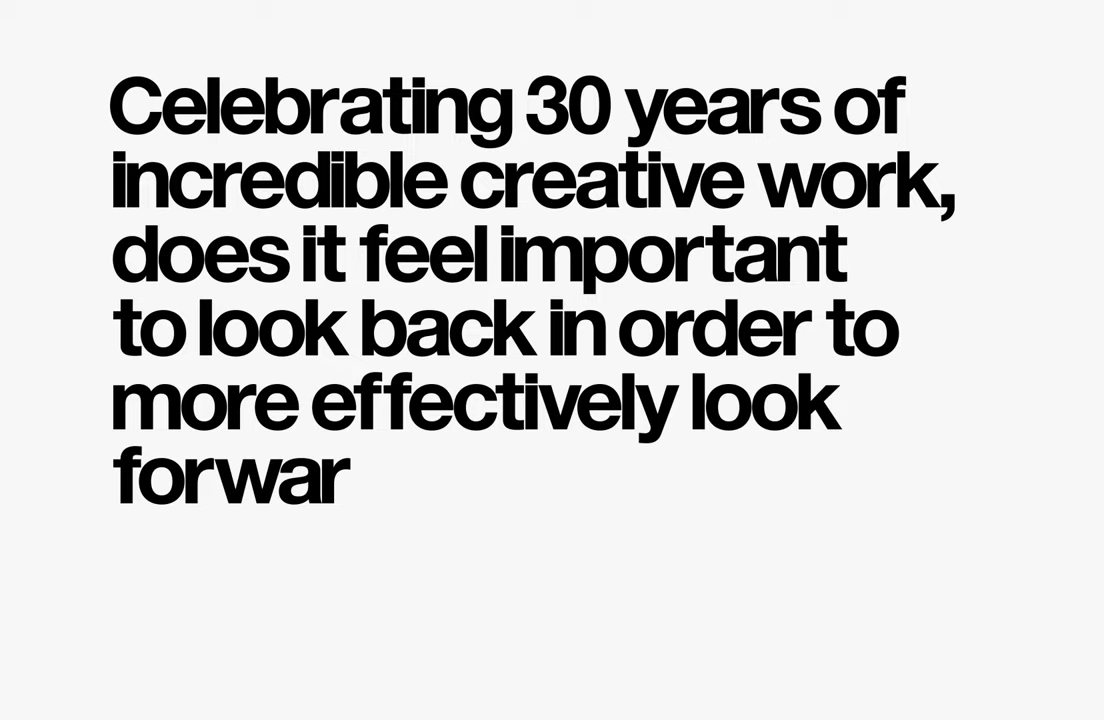 Celebrating 30 years of
incredible creative work,
does it feel important
to look back in order to
more effectively look
forwar